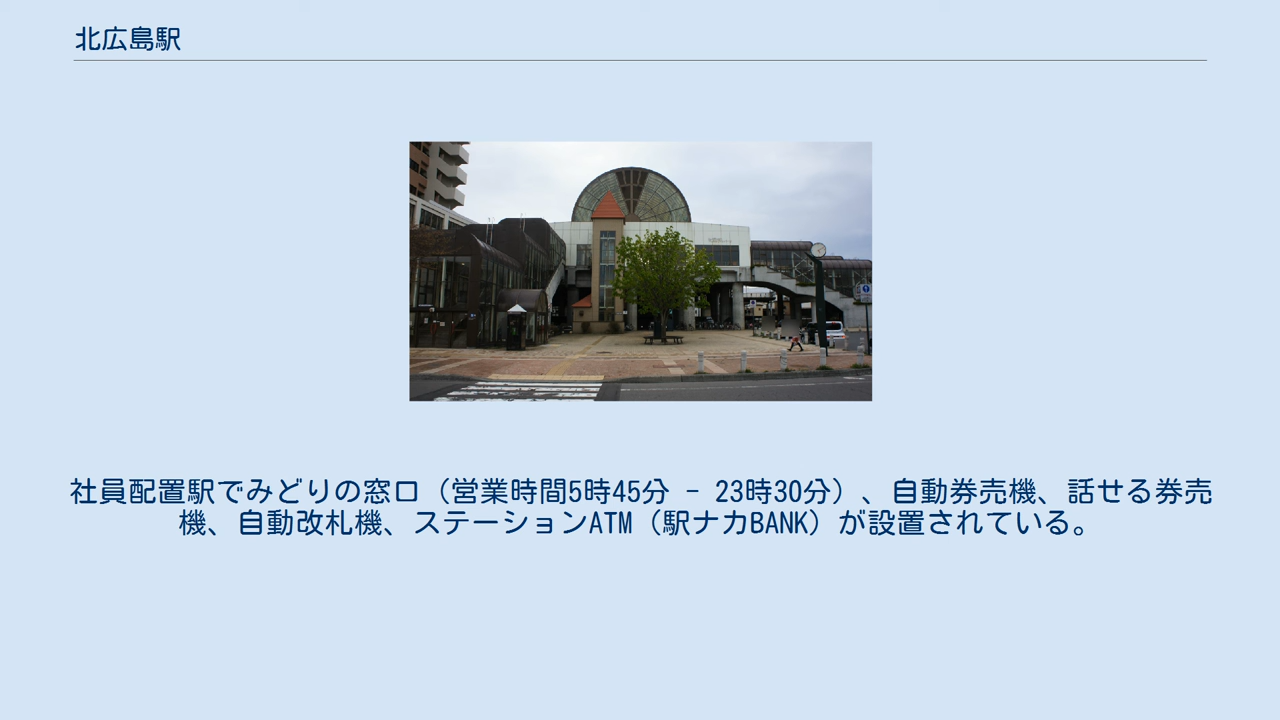 北広島駅
社員配置駅でみどりの窓口（営業時間5時45分 - 23時30分）、自動券売機、話せる券売
機、自動改札機、ステーションATM（駅ナカBANK）が設置されている。